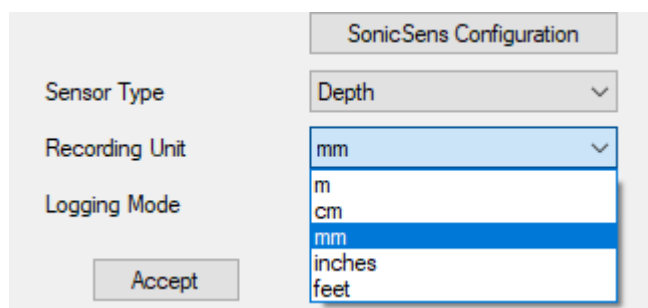 SonicSens Configuration
Sensor Type Depth
Recording Unit mm
m
Logging Mode cm
mm
inches
Accept feet